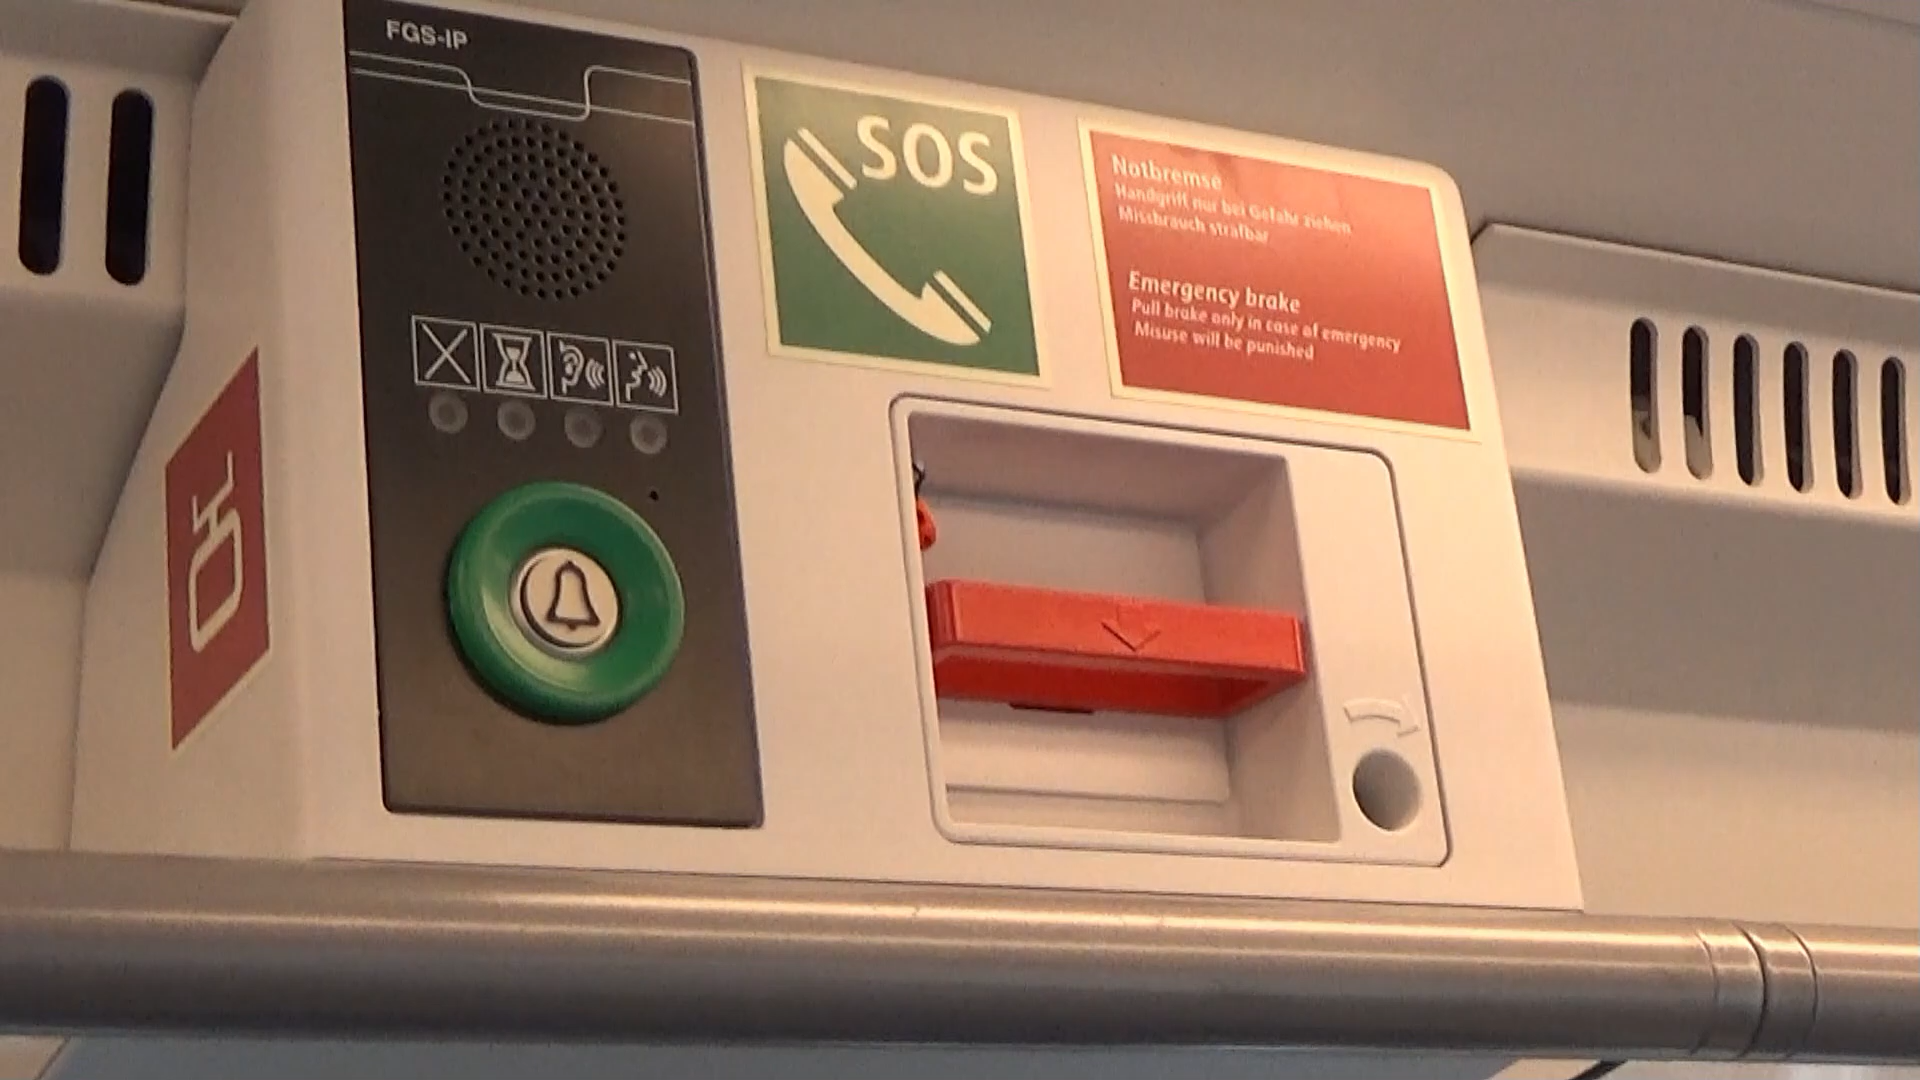 FGS-IP
SOS
Notbremse
Handgriff nur bei Gefahr ziehen
Missbrauch strafbar
Emergency brake
Pull brake only in case of emergency
Misuse will be punished